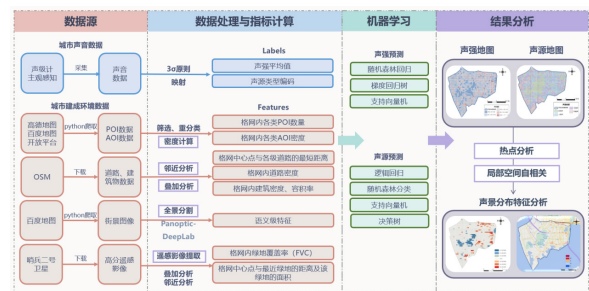 数据源
数据处理与指标计算
机器学习
结果分析
城市声音数据
声级计
主观感知
采集
声音
数据
3σ原则
映射
Labels
声强平均值
声源类型编码
城市建成环境数据
高德地图
百度地图
开放平台
python爬取
POI数据
AOI数据
筛选、重分类
密度计算
Features
格网内各类POI数量
格网内各类AOI密度
OSM
下载
道路、建
筑物数据
邻近分析
叠加分析
格网中心点与各级道路的最短距离
格网内道路密度
格网内建筑密度、容积率
百度地图
python爬取
街景图像
全景分割
Panoptic-
DeepLab
语义级特征
哨兵二号
卫星
下载
高分遥感
影像
遥感影像提取
叠加分析
邻近分析
格网内绿地覆盖率（FVC）
格网中心点与最近绿地的距离及该
绿地的面积
声强预测
随机森林回归
梯度回归树
支持向量机
声源预测
逻辑回归
随机森林分类
支持向量机
决策树
声强地图
声源地图
热点分析
局部空间自相关
声景分布特征分析